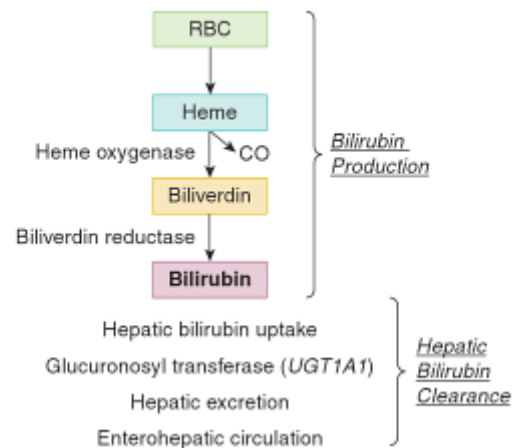 RBC
Heme
Heme oxygenase
CO
Biliverdin
Biliverdin reductase
Bilirubin
Bilirubin
Production
Hepatic bilirubin uptake
Glucuronosyl transferase (UGT1A1)
Hepatic excretion
Enterohepatic circulation
Hepatic
Bilirubin
Clearance